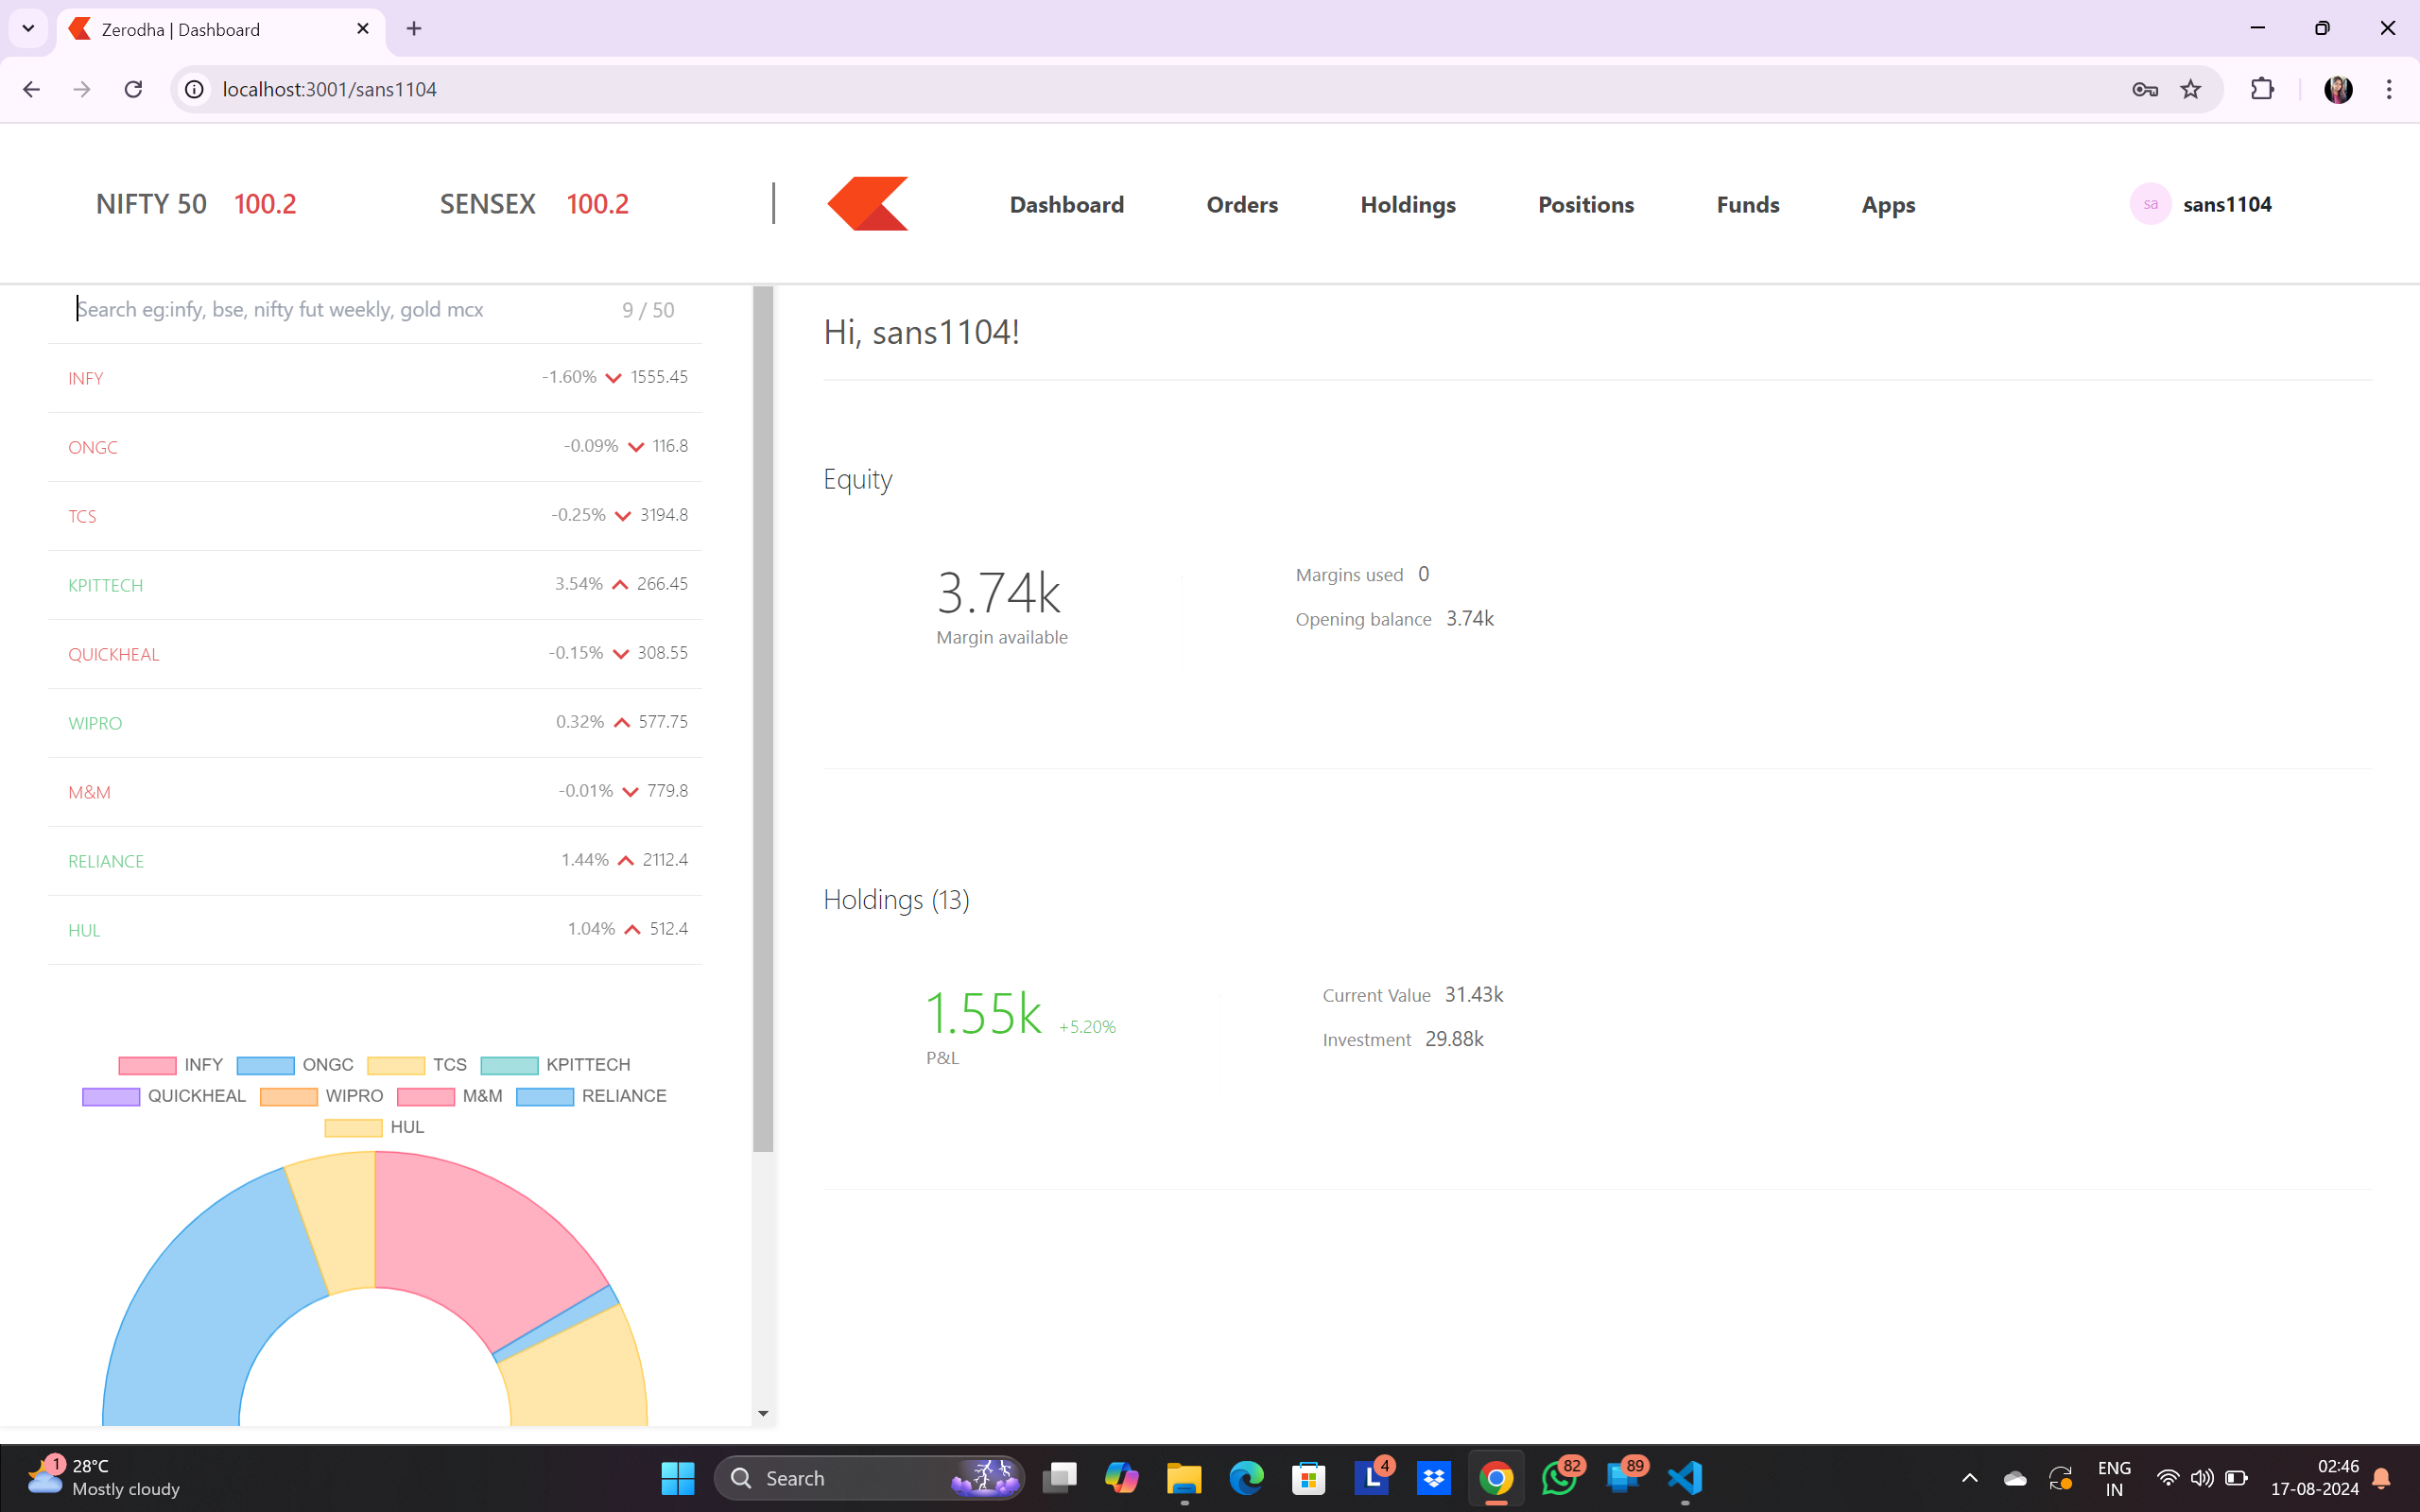 Zerodha | Dashboard
localhost:3001/sans1104
NIFTY 50 100.2 SENSEX 100.2
Dashboard Orders Holdings Positions Funds Apps
sa sans1104
Search eg:infy, bse, nifty fut weekly, gold mcx 9 / 50
INFY -1.60% 1555.45
ONGC -0.09% 116.8
TCS -0.25% 3194.8
KPITTECH 3.54% 266.45
QUICKHEAL -0.15% 308.55
WIPRO 0.32% 577.75
M&M -0.01% 779.8
RELIANCE 1.44% 2112.4
HUL 1.04% 512.4
INFY ONGC TCS KPITTECH
QUICKHEAL WIPRO M&M RELIANCE
HUL
Hi, sans1104!
Equity
3.74k
Margin available
Margins used 0
Opening balance 3.74k
Holdings (13)
1.55k +5.20%
P&L
Current Value 31.43k
Investment 29.88k
1
28°C
Mostly cloudy
Search
L 4
82
89
ENG
IN
02:46
17-08-2024